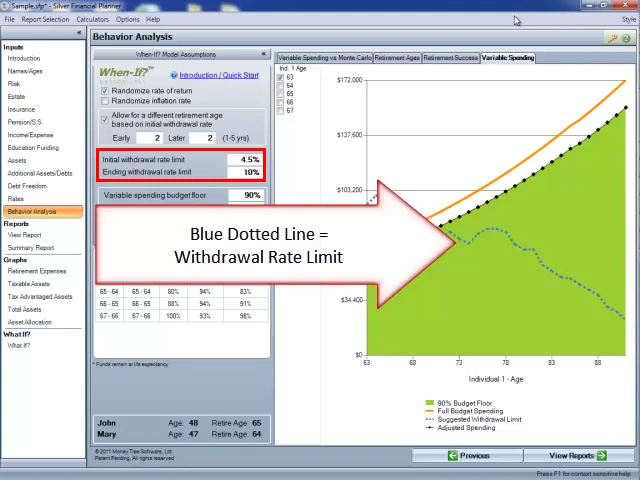 Sample.sfp* - Silver Financial Planner
File Report Selection Calculators Options Help Style
Inputs
Introduction
Names/Ages
Risk
Estate
Insurance
Pension/S.S.
Income/Expense
Education Funding
Assets
Additional Assets/Debts
Debt Freedom
Rates
Behavior Analysis
Reports
View Report
Summary Report
Graphs
Retirement Expenses
Taxable Assets
Tax Advantaged Assets
Total Assets
Asset Allocation
What If?
What If?
Behavior Analysis
When-If? Model Assumptions
When-If?™
Introduction / Quick Start
Randomize rate of return
Randomize inflation rate
Allow for a different retirement age
based on initial withdrawal rate
Early 2 Later 2 (1-5 yrs)
Initial withdrawal rate limit 4.5%
Ending withdrawal rate limit 10%
Variable spending budget floor 90%
Blue Dotted Line =
Withdrawal Rate Limit
65 - 64 80% 94% 83%
66 - 65 88% 94% 91%
67 - 66 100% 93% 98%
* Funds remain at life expectancy.
John Age: 48 Retire Age: 65
Mary Age: 47 Retire Age: 64
© 2011 Money Tree Software, Ltd.
Patent Pending, All rights reserved
Variable Spending vs Monte Carlo Retirement Ages Retirement Success Variable Spending
Ind. 1 Age
63
64
65
66
67
$172,000
$137,600
$103,200
$34,400
$0
63 68 73 78 83 88
Individual 1 - Age
90% Budget Floor
Full Budget Spending
Suggested Withdrawal Limit
Adjusted Spending
Previous
View Reports
Press F1 for context sensitive help